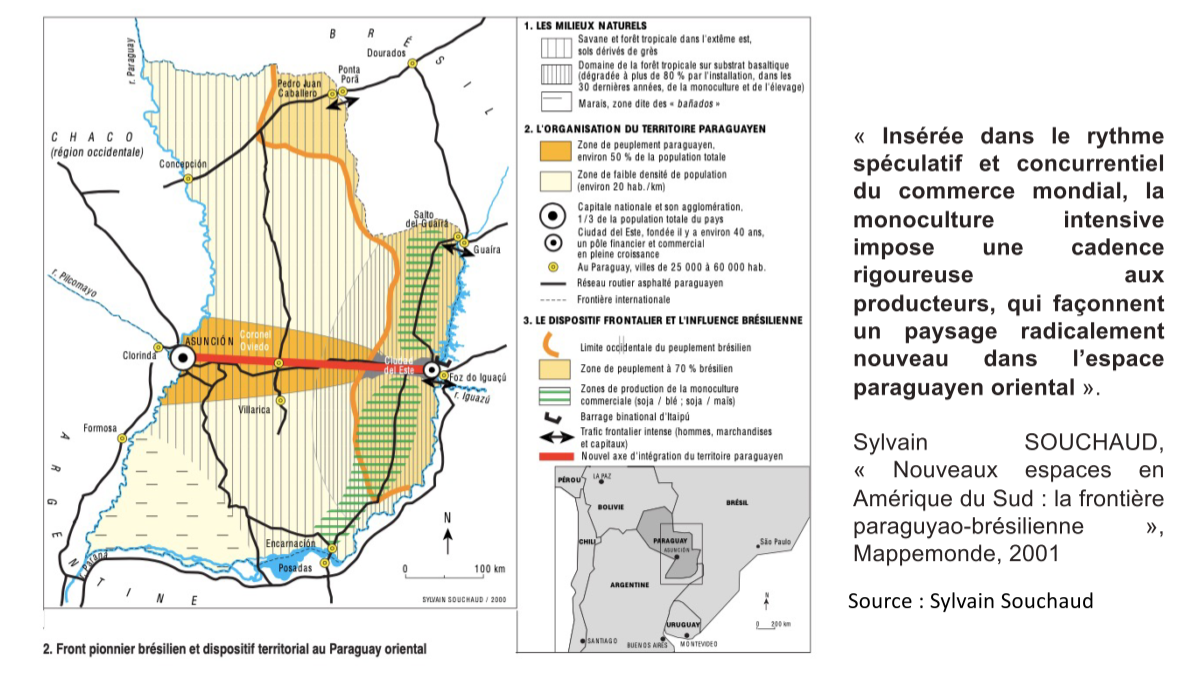 B R É S I L
Dourados
r. Paraguay
Ponta
Porã
Pedro Juan
Caballero
C H A C O
(région occidentale)
Concepción
Salto
del Guairá
Guaíra
r. Pilcomayo
ASUNCIÓN
Coronel
Oviedo
Clorinda
Ciudad
del Este
Foz do Iguaçú
r. Iguazú
Villarica
Formosa
A R G E N T I N E
Encarnación
r. Paraná
Posadas
N
0 100 km
SYLVAIN SOUCHAUD / 2000
2. Front pionnier brésilien et dispositif territorial au Paraguay oriental
1. LES MILIEUX NATURELS
Savane et forêt tropicale dans l'extême est,
sols dérivés de grès
Domaine de la forêt tropicale sur substrat basaltique
(dégradée à plus de 80 % par l'installation, dans les
30 dernières années, de la monoculture et de l'élevage)
Marais, zone dite des « bañados »
2. L'ORGANISATION DU TERRITOIRE PARAGUAYEN
Zone de peuplement paraguayen,
environ 50 % de la population totale
Zone de faible densité de population
(environ 20 hab./km)
Capitale nationale et son agglomération,
1/3 de la population totale du pays
Ciudad del Este, fondée il y a environ 40 ans,
un pôle financier et commercial
en pleine croissance
Au Paraguay, villes de 25 000 à 60 000 hab.
Réseau routier asphalté paraguayen
Frontière internationale
3. LE DISPOSITIF FRONTALIER ET L'INFLUENCE BRÉSILIENNE
Limite occidentale du peuplement brésilien
Zone de peuplement à 70 % brésilien
Zones de production de la monoculture
commerciale (soja / blé ; soja / maïs)
Barrage binational d'Itaipú
Trafic frontalier intense (hommes, marchandises
et capitaux)
Nouvel axe d'intégration du territoire paraguayen
PÉROU
LA PAZ
BOLIVIE
BRÉSIL
CHILI
PARAGUAY
ASUNCIÓN
São Paulo
ARGENTINE
N
URUGUAY
0 200 km
SANTIAGO
BUENOS AIRES
MONTEVIDEO
« Insérée dans le rythme
spéculatif et concurrentiel
du commerce mondial, la
monoculture intensive
impose une cadence
rigoureuse aux
producteurs, qui façonnent
un paysage radicalement
nouveau dans l'espace
paraguayen oriental ».
Sylvain SOUCHAUD,
« Nouveaux espaces en
Amérique du Sud : la frontière
paraguyao-brésilienne »,
Mappemonde, 2001
Source : Sylvain Souchaud